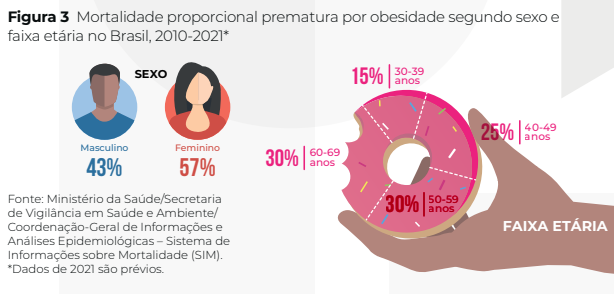 Figura 3 Mortalidade proporcional prematura por obesidade segundo sexo e
faixa etária no Brasil, 2010-2021*
SEXO
Masculino
43%
Feminino
57%
Fonte: Ministério da Saúde/Secretaria
de Vigilância em Saúde e Ambiente/
Coordenação-Geral de Informações e
Análises Epidemiológicas – Sistema de
Informações sobre Mortalidade (SIM).
*Dados de 2021 são prévios.
15% 30-39
anos
25% 40-49
anos
30% 60-69
anos
30% 50-59
anos
FAIXA ETÁRIA